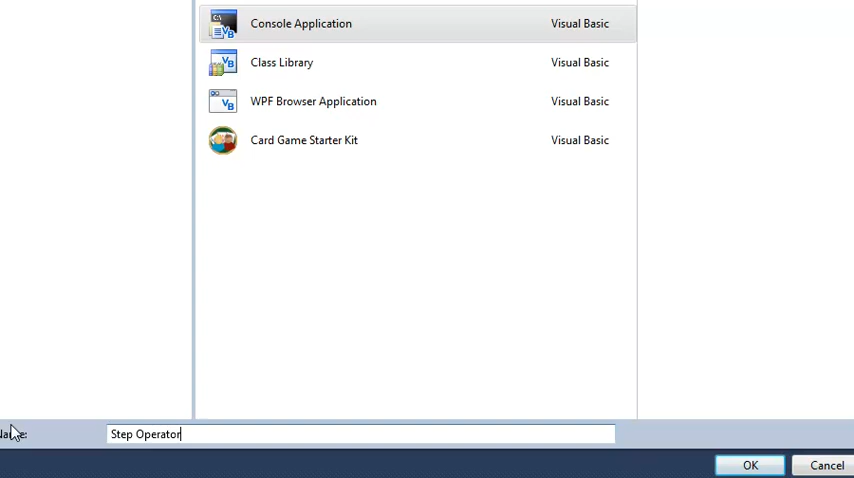 Console Application Visual Basic
Class Library Visual Basic
WPF Browser Application Visual Basic
Card Game Starter Kit Visual Basic
Step Operator
OK Cancel